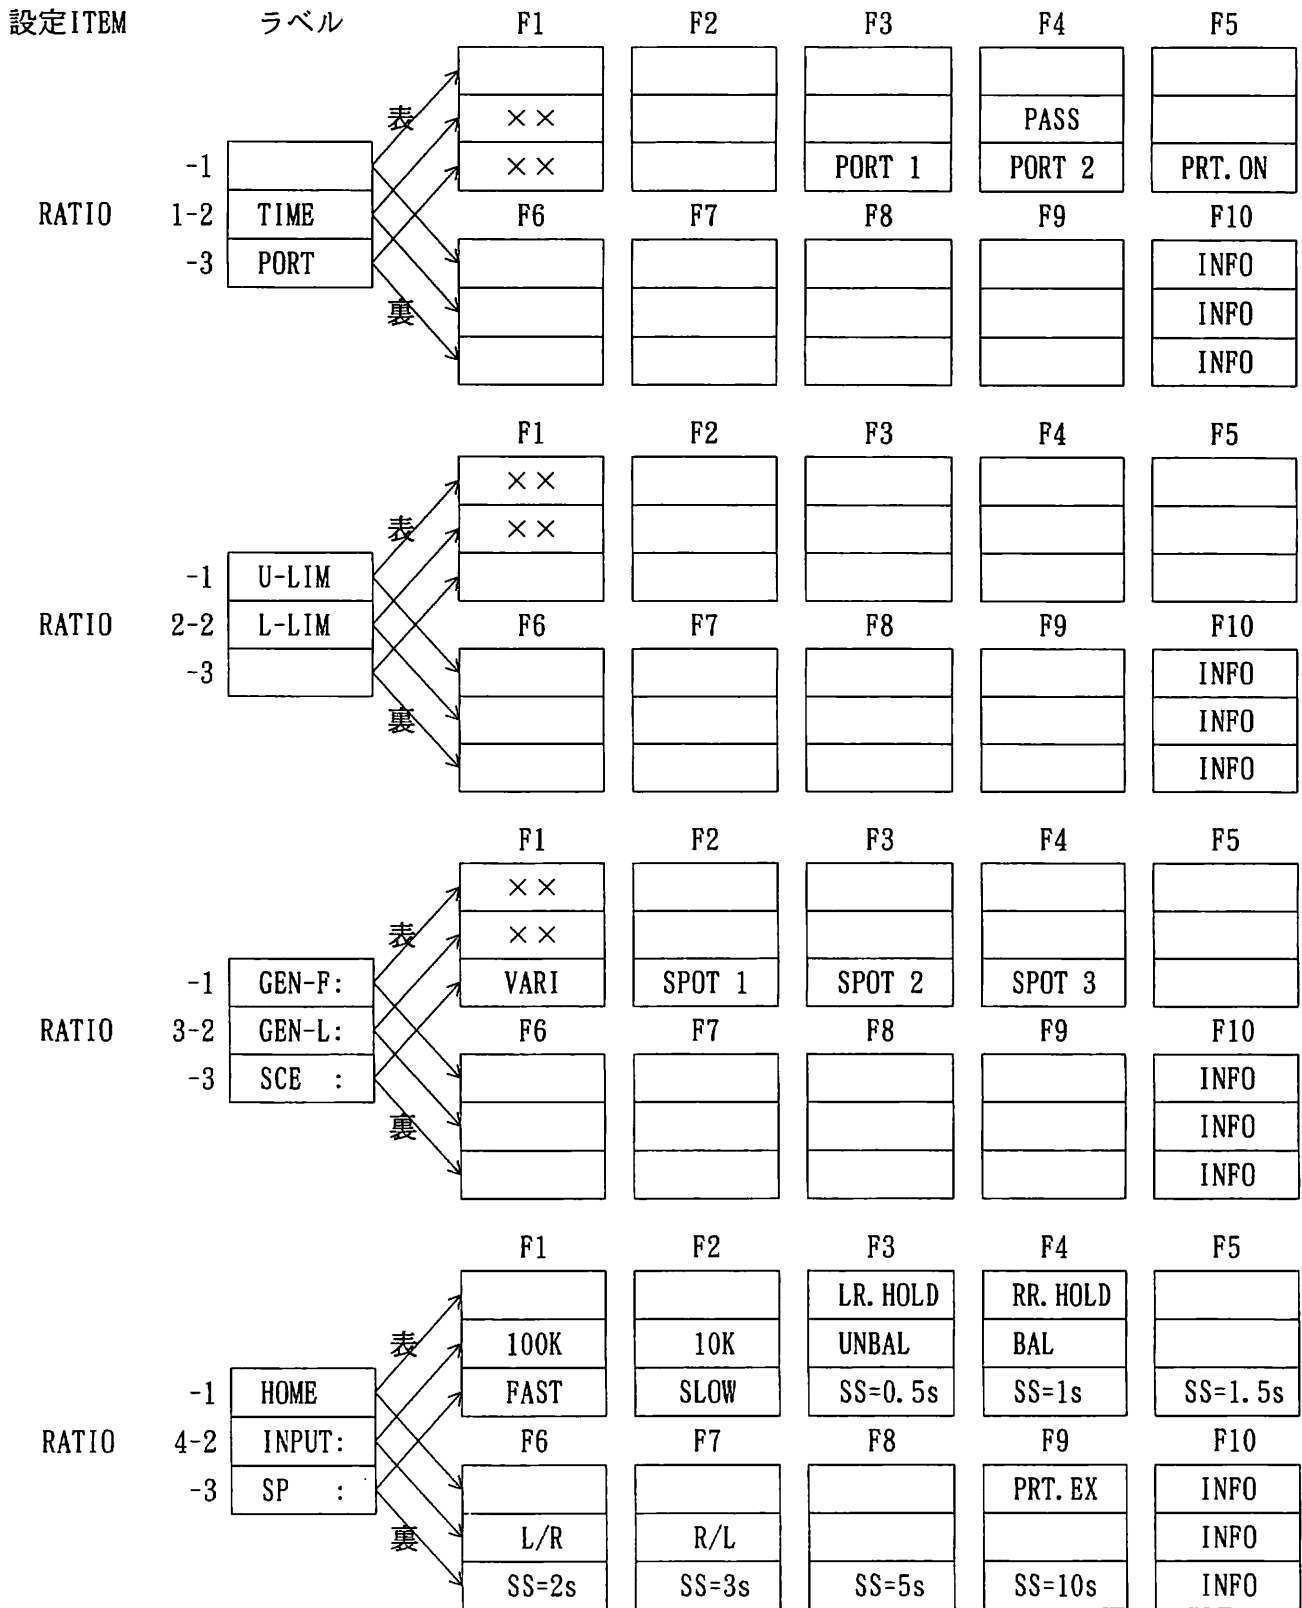 設定ITEM ラベル F1 F2 F3 F4 F5
表 ×× PASS
-1 ×× PORT 1 PORT 2 PRT.ON
RATIO 1-2 TIME F6 F7 F8 F9 F10
-3 PORT INFO
裏 INFO
INFO
F1 F2 F3 F4 F5
××
表 ××
-1 U-LIM
RATIO 2-2 L-LIM F6 F7 F8 F9 F10
-3 INFO
裏 INFO
INFO
F1 F2 F3 F4 F5
××
表 ××
-1 GEN-F: VARI SPOT 1 SPOT 2 SPOT 3
RATIO 3-2 GEN-L: F6 F7 F8 F9 F10
-3 SCE : INFO
裏 INFO
INFO
F1 F2 F3 F4 F5
LR.HOLD RR.HOLD
表 100K 10K UNBAL BAL
-1 HOME FAST SLOW SS=0.5s SS=1s SS=1.5s
RATIO 4-2 INPUT: F6 F7 F8 F9 F10
-3 SP : PRT.EX INFO
裏 L/R R/L INFO
SS=2s SS=3s SS=5s SS=10s INFO